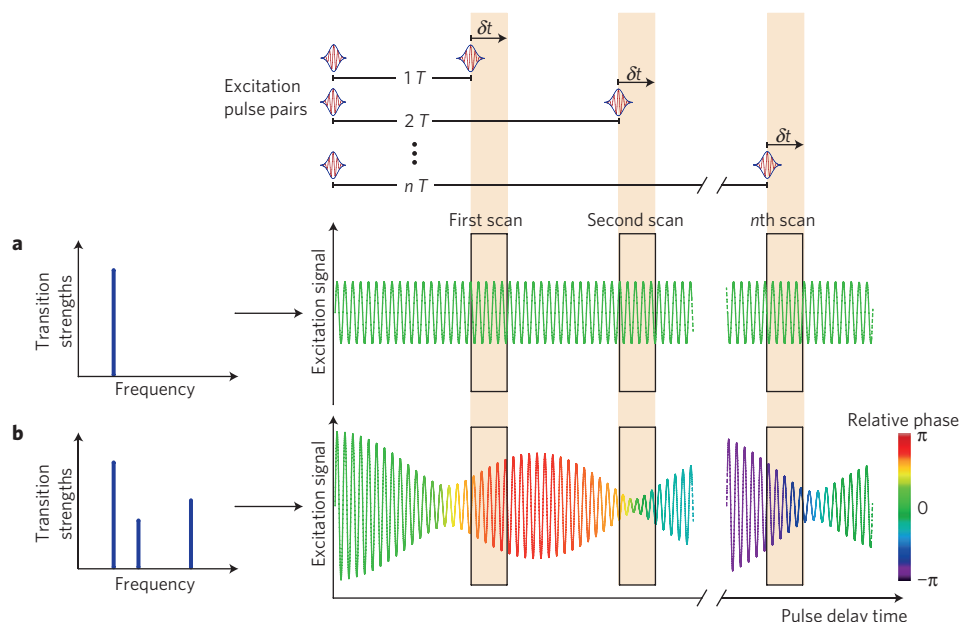 δt
1 T
Excitation
pulse pairs
δt
2 T
δt
n T
First scan
Second scan
nth scan
a
Transition
strengths
Frequency
Excitation signal
b
Transition
strengths
Frequency
Excitation signal
Relative phase
π
0
−π
Pulse delay time